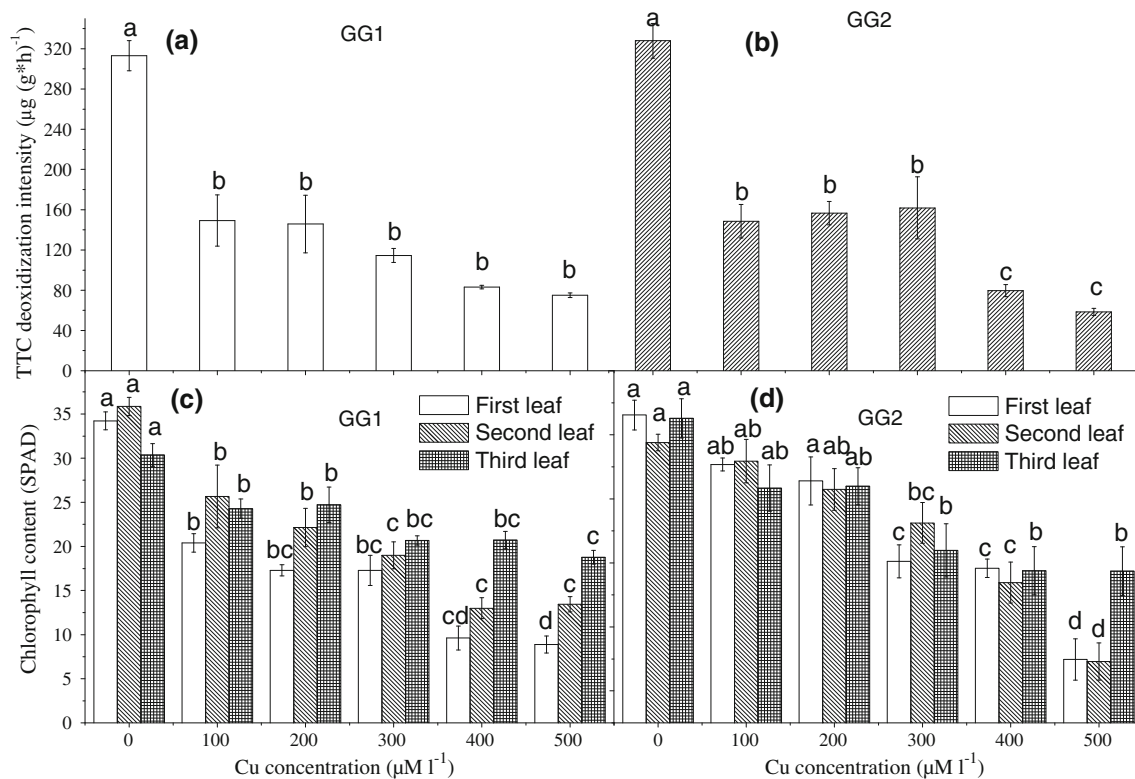 TTC deoxidization intensity (µg (g*h)⁻¹
320
280
240
200
160
120
80
40
0
(a)
GG1
a
b
b
b
b
b
(b)
GG2
a
b
b
b
c
c
Chlorophyll content (SPAD)
35
30
25
20
15
10
5
0
(c)
GG1
First leaf
Second leaf
Third leaf
a a a
b b b
bc b b
bc c bc
cd c bc
d c c
(d)
GG2
First leaf
Second leaf
Third leaf
a a a
ab ab ab
a ab ab
c bc b
c c b
d d b
0 100 200 300 400 500
0 100 200 300 400 500
Cu concentration (µM l⁻¹)
Cu concentration (µM l⁻¹)